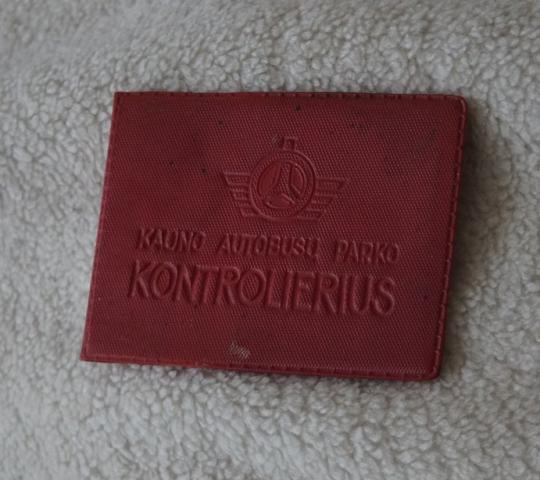 KAUNO AUTOBUSŲ PARKO
KONTROLIERIUS